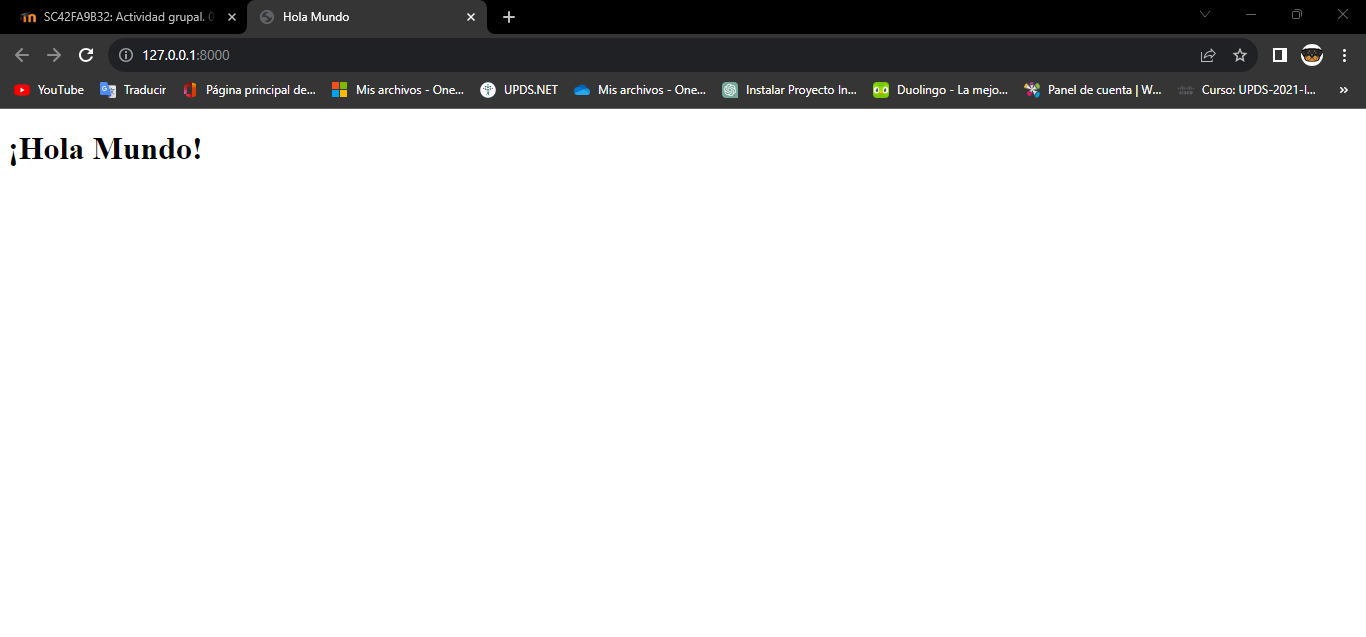 SC42FA9B32: Actividad grupal. 0
Hola Mundo
127.0.0.1:8000
YouTube
Traducir
Página principal de...
Mis archivos - One...
UPDS.NET
Mis archivos - One...
Instalar Proyecto In...
Duolingo - La mejo...
Panel de cuenta | W...
Curso: UPDS-2021-I...
»
¡Hola Mundo!